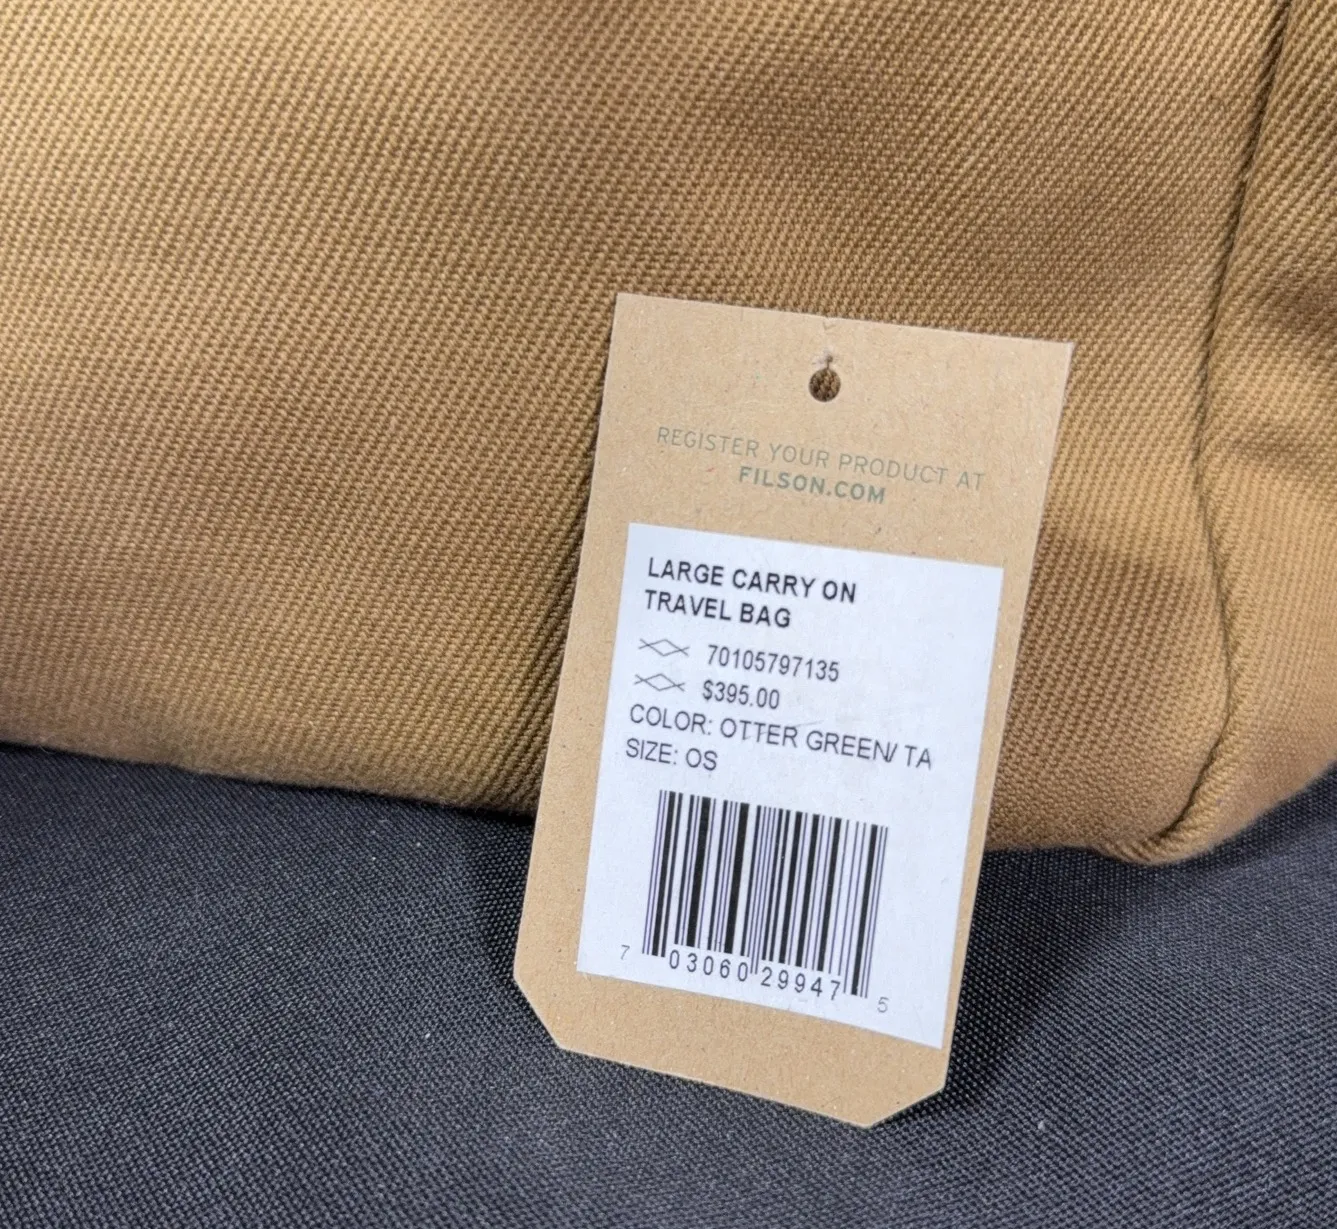 REGISTER YOUR PRODUCT AT
FILSON.COM
LARGE CARRY ON
TRAVEL BAG
70105797135
$395.00
COLOR: OTTER GREEN/ TA
SIZE: OS
7 03060 29947 5